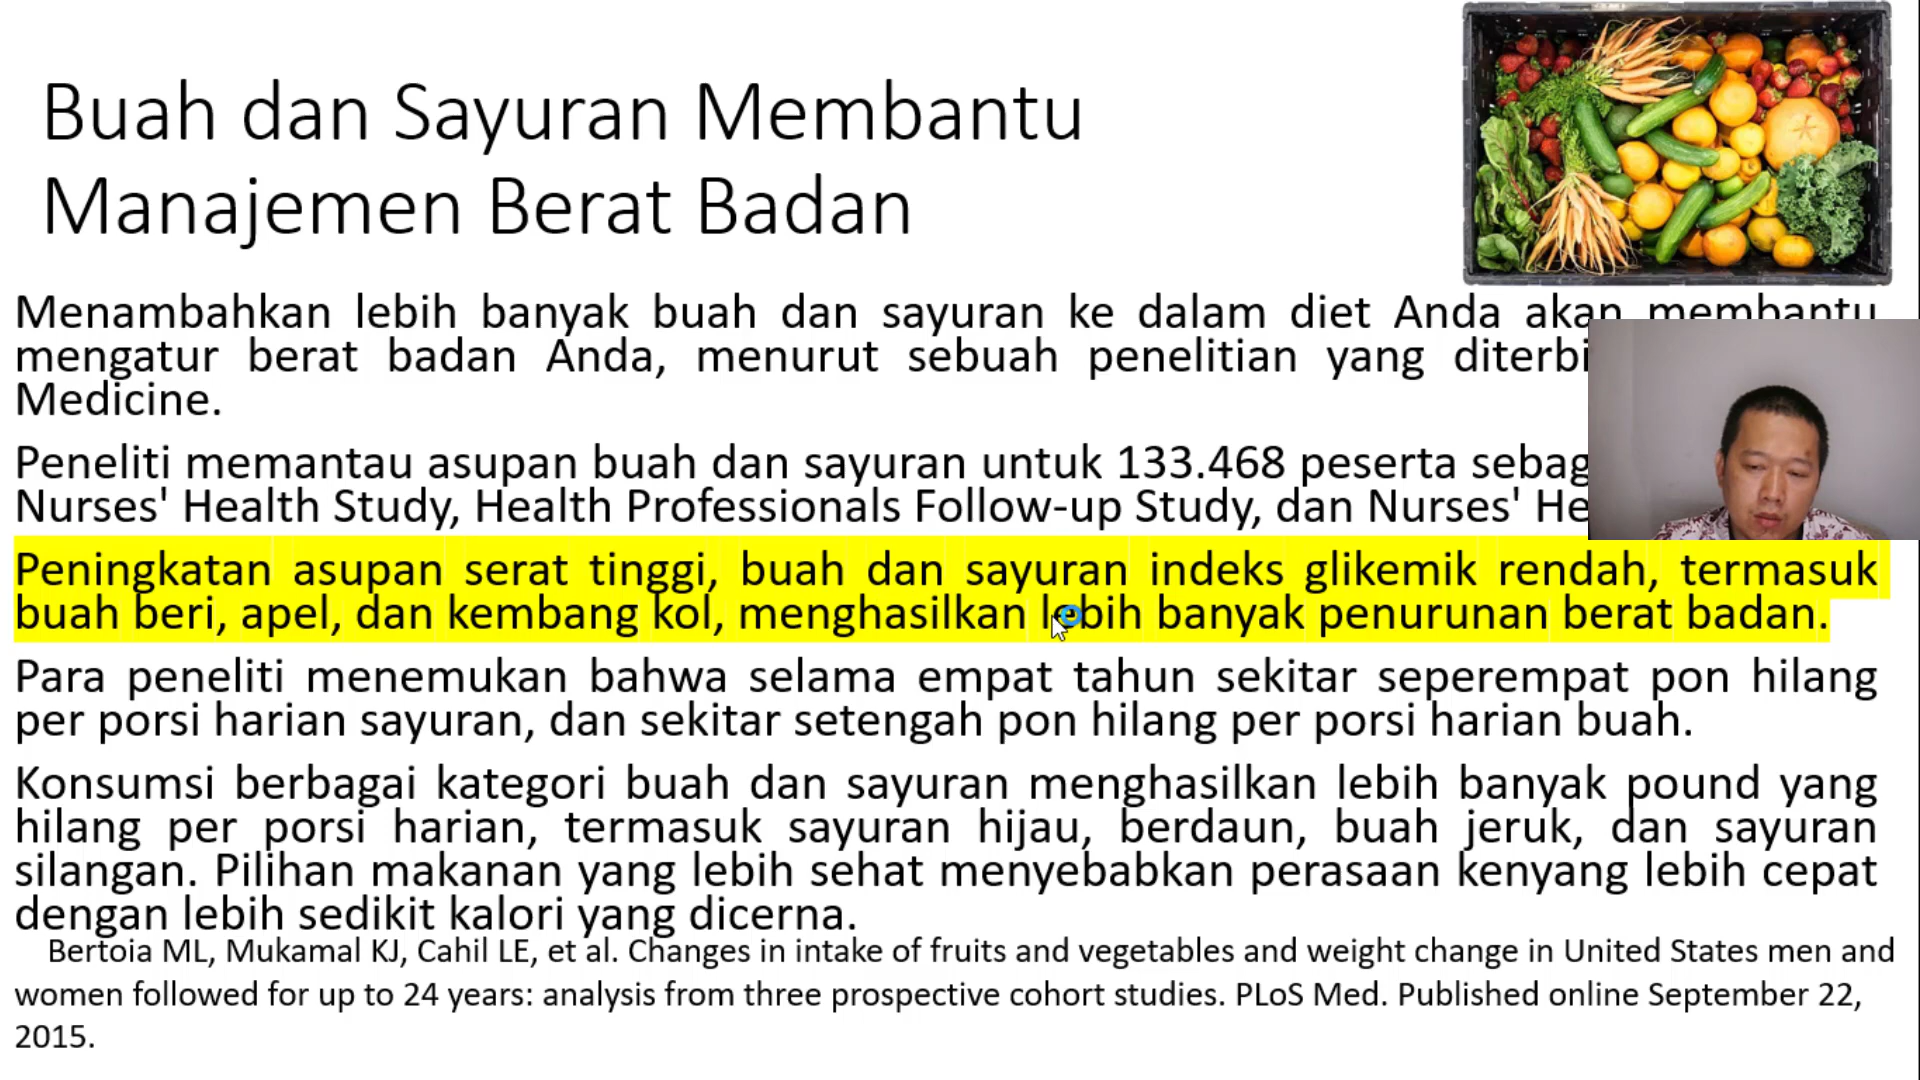 Buah dan Sayuran Membantu
Manajemen Berat Badan
Menambahkan lebih banyak buah dan sayuran ke dalam diet Anda akan membantu
mengatur berat badan Anda, menurut sebuah penelitian yang
Medicine.
Peneliti memantau asupan buah dan sayuran untuk 133.468 peserta
Nurses' Health Study, Health Professionals Follow-up Study, dan Nurses'
Peningkatan asupan serat tinggi, buah dan sayuran indeks glikemik rendah, termasuk
buah beri, apel, dan kembang kol, menghasilkan lebih banyak penurunan berat badan.
Para peneliti menemukan bahwa selama empat tahun sekitar seperempat pon hilang
per porsi harian sayuran, dan sekitar setengah pon hilang per porsi harian buah.
Konsumsi berbagai kategori buah dan sayuran menghasilkan lebih banyak pound yang
hilang per porsi harian, termasuk sayuran hijau, berdaun, buah jeruk, dan sayuran
silangan. Pilihan makanan yang lebih sehat menyebabkan perasaan kenyang lebih cepat
dengan lebih sedikit kalori yang dicerna.
Bertoia ML, Mukamal KJ, Cahil LE, et al. Changes in intake of fruits and vegetables and weight change in United States men and
women followed for up to 24 years: analysis from three prospective cohort studies. PLoS Med. Published online September 22,
2015.